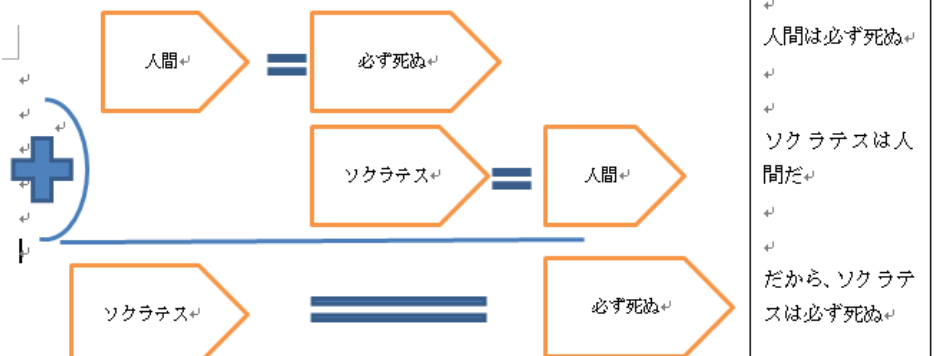 人間
必ず死ぬ
人間は必ず死ぬ
ソクラテス
人間
ソクラテスは人
間だ
ソクラテス
必ず死ぬ
だから、ソクラテ
スは必ず死ぬ